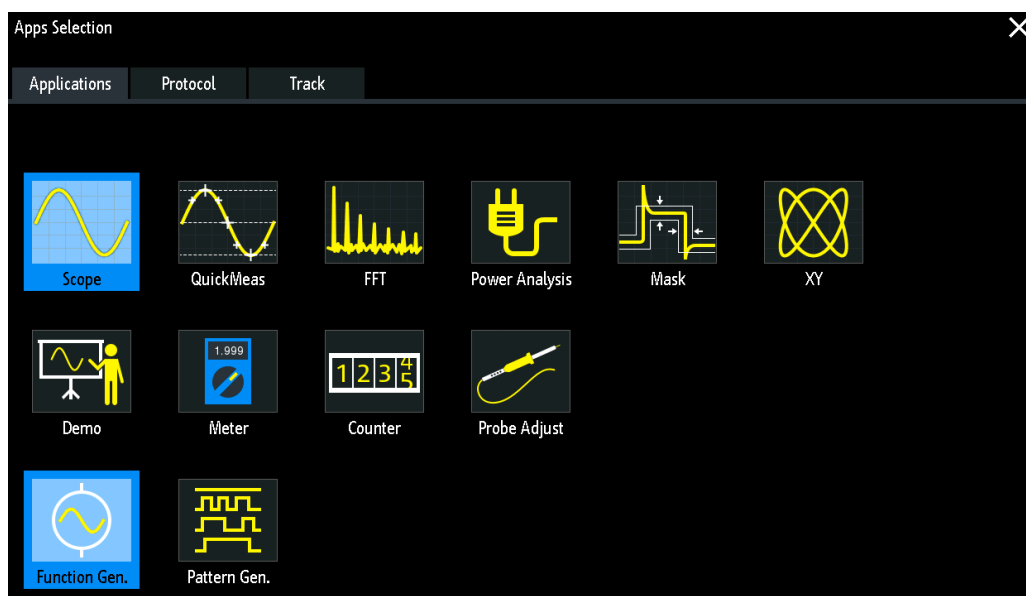 Apps Selection
Applications Protocol Track
Scope QuickMeas FFT Power Analysis Mask XY
1.999
1 2 3 4 5
Demo Meter Counter Probe Adjust
Function Gen. Pattern Gen.